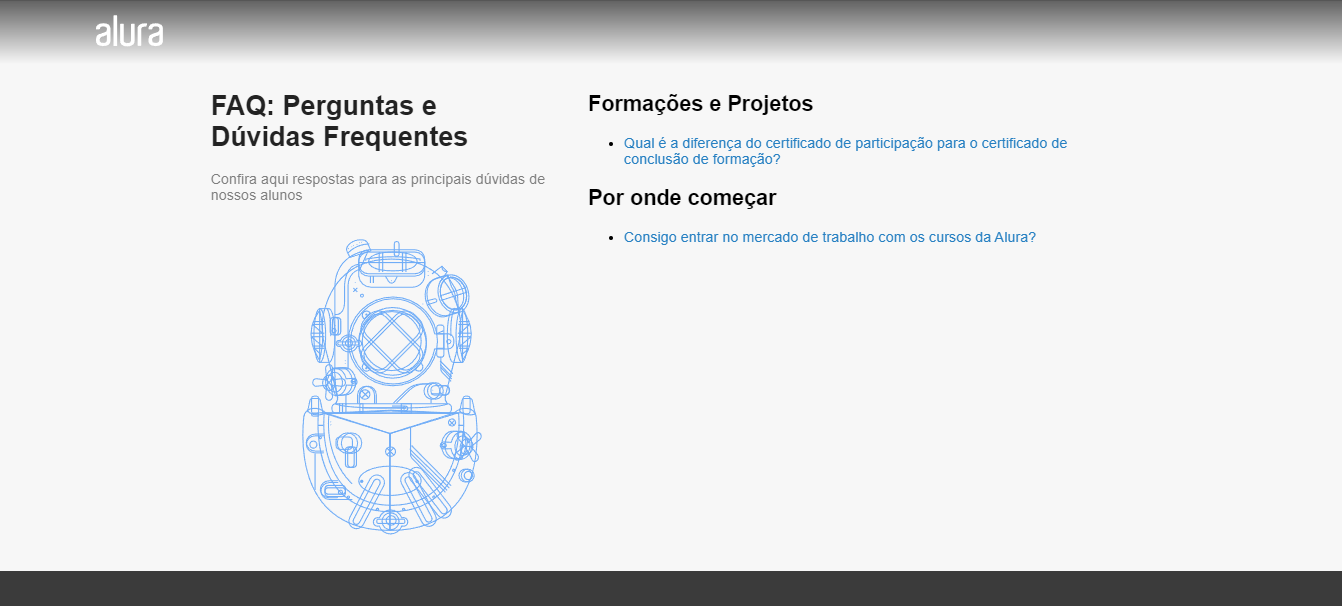 alura
FAQ: Perguntas e
Dúvidas Frequentes
Confira aqui respostas para as principais dúvidas de
nossos alunos
Formações e Projetos
Qual é a diferença do certificado de participação para o certificado de
conclusão de formação?
Por onde começar
Consigo entrar no mercado de trabalho com os cursos da Alura?